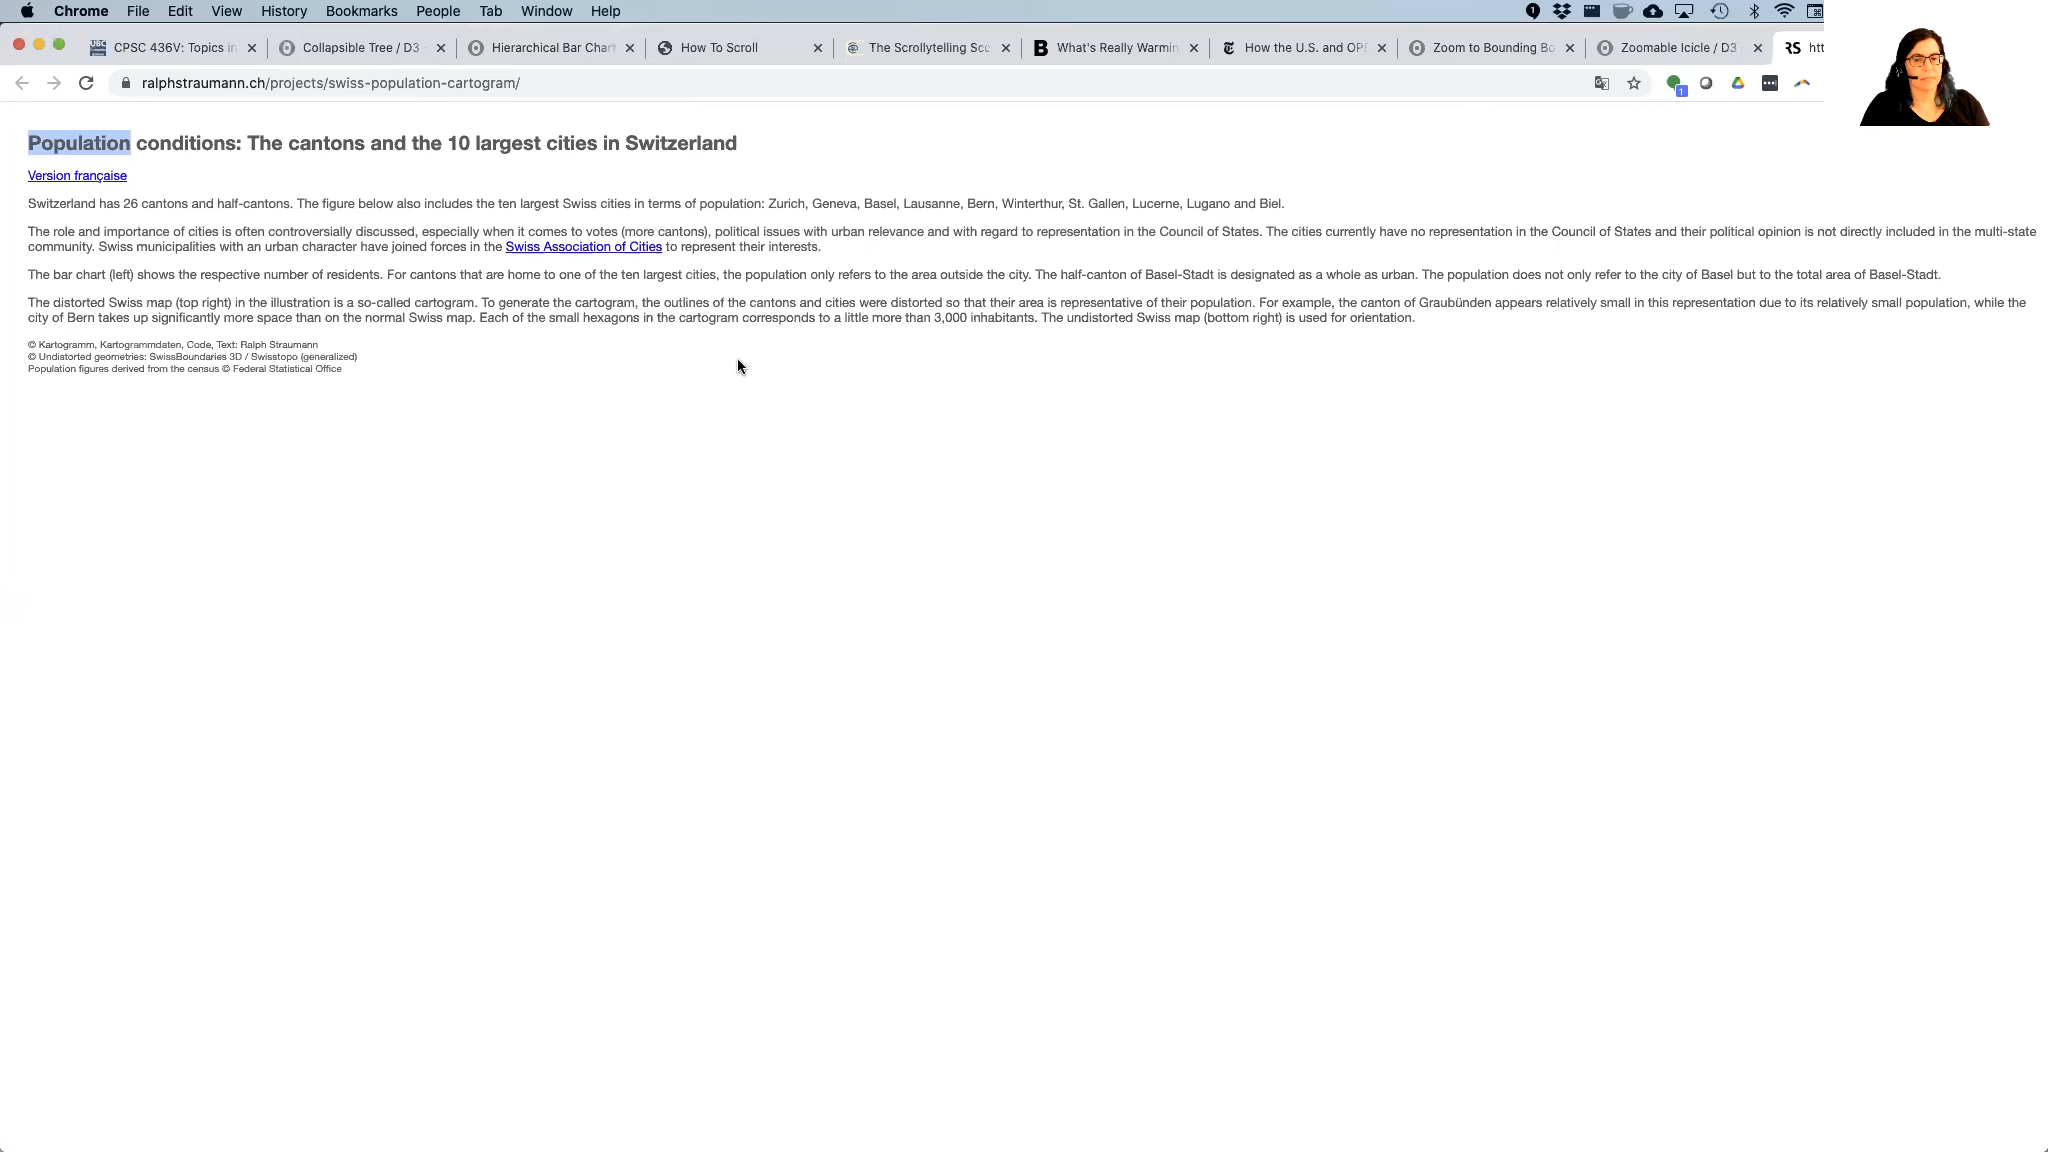 Chrome File Edit View History Bookmarks People Tab Window Help
CPSC 436V: Topics in
Collapsible Tree / D3
Hierarchical Bar Chart
How To Scroll
The Scrollytelling Sco
What's Really Warmin
How the U.S. and OPE
Zoom to Bounding Bo
Zoomable Icicle / D3
RS htt
ralphstraumann.ch/projects/swiss-population-cartogram/
1
Population conditions: The cantons and the 10 largest cities in Switzerland
Version française
Switzerland has 26 cantons and half-cantons. The figure below also includes the ten largest Swiss cities in terms of population: Zurich, Geneva, Basel, Lausanne, Bern, Winterthur, St. Gallen, Lucerne, Lugano and Biel.
The role and importance of cities is often controversially discussed, especially when it comes to votes (more cantons), political issues with urban relevance and with regard to representation in the Council of States. The cities currently have no representation in the Council of States and their political opinion is not directly included in the multi-state
community. Swiss municipalities with an urban character have joined forces in the Swiss Association of Cities to represent their interests.
The bar chart (left) shows the respective number of residents. For cantons that are home to one of the ten largest cities, the population only refers to the area outside the city. The half-canton of Basel-Stadt is designated as a whole as urban. The population does not only refer to the city of Basel but to the total area of Basel-Stadt.
The distorted Swiss map (top right) in the illustration is a so-called cartogram. To generate the cartogram, the outlines of the cantons and cities were distorted so that their area is representative of their population. For example, the canton of Graubünden appears relatively small in this representation due to its relatively small population, while the
city of Bern takes up significantly more space than on the normal Swiss map. Each of the small hexagons in the cartogram corresponds to a little more than 3,000 inhabitants. The undistorted Swiss map (bottom right) is used for orientation.
© Kartogramm, Kartogrammdaten, Code, Text: Ralph Straumann
© Undistorted geometries: SwissBoundaries 3D / Swisstopo (generalized)
Population figures derived from the census © Federal Statistical Office